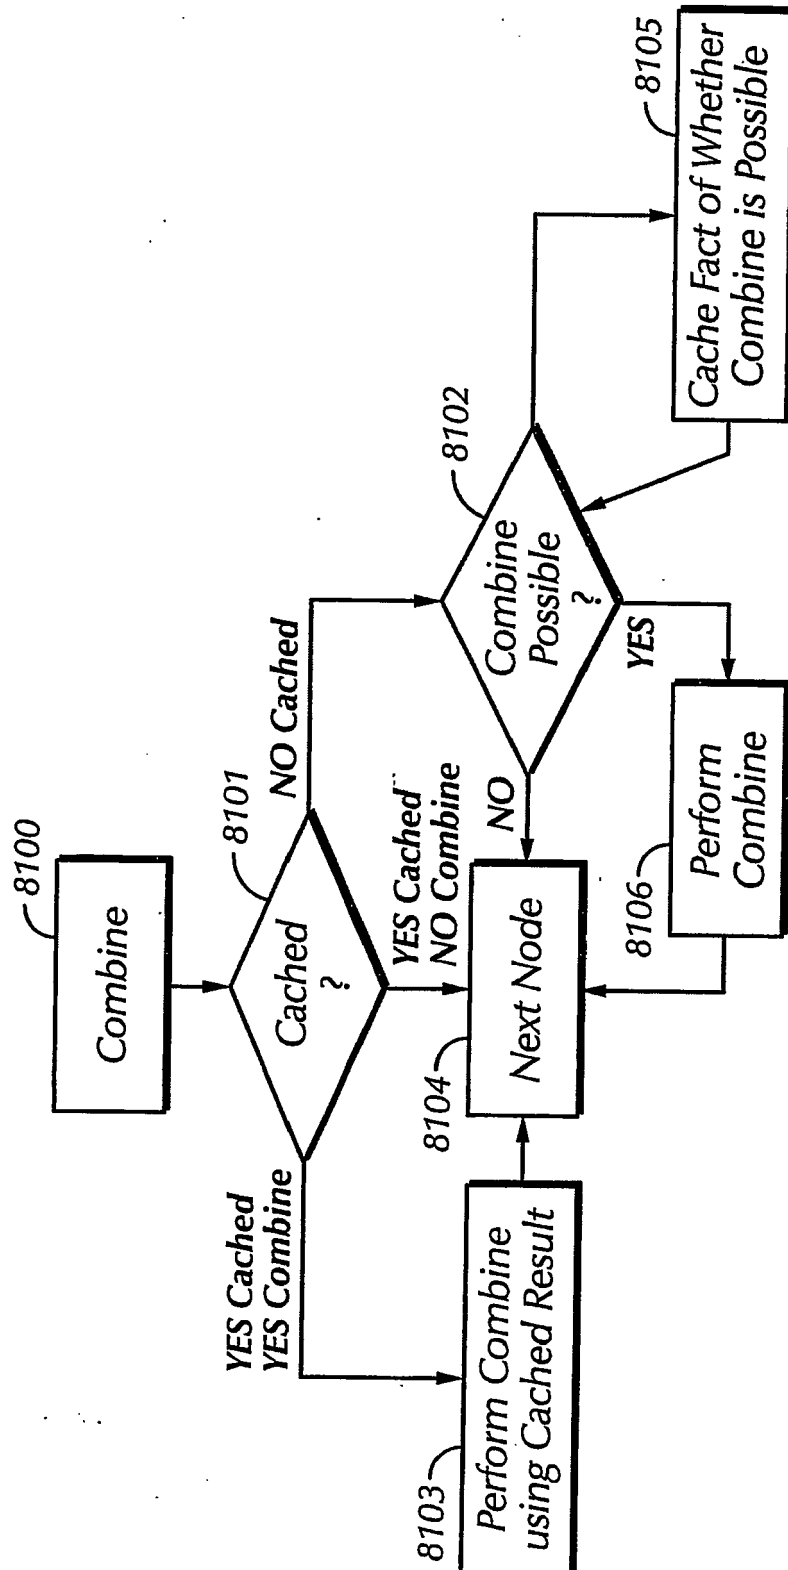 8100
Combine
8101
Cached
?
YES Cached
YES Combine
NO Cached
YES Cached
NO Combine
8102
Combine
Possible
?
NO
YES
8103
Perform Combine
using Cached Result
8104
Next Node
8106
Perform
Combine
8105
Cache Fact of Whether
Combine is Possible